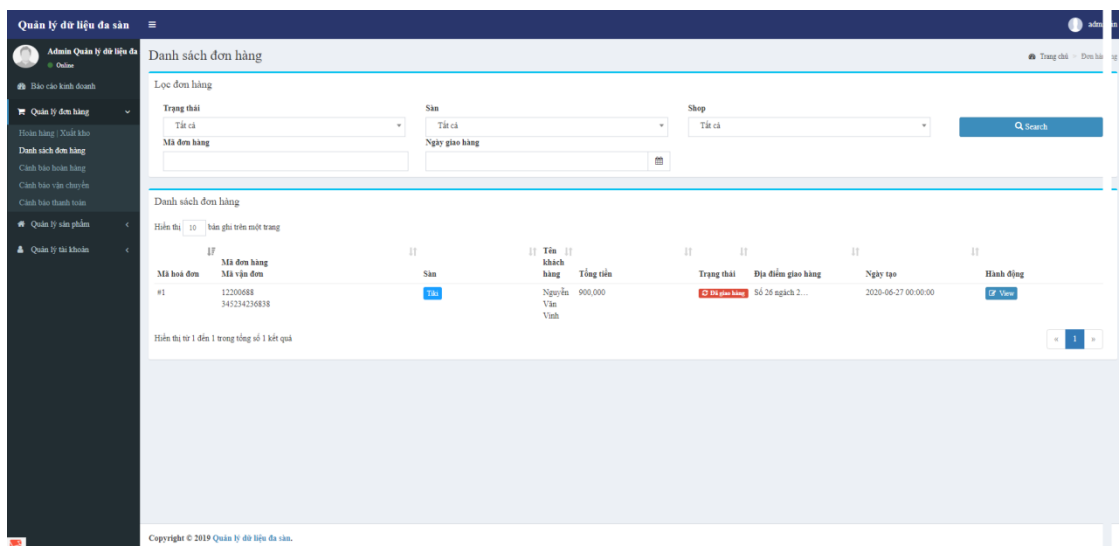 Quản lý dữ liệu đa sàn
Admin Quản lý dữ liệu đa
Online
Báo cáo kinh doanh
Quản lý đơn hàng
Hoàn hàng | Xuất kho
Danh sách đơn hàng
Cảnh báo hoàn hàng
Cảnh báo vận chuyển
Cảnh báo thanh toán
Quản lý sản phẩm
Quản lý tài khoản
Danh sách đơn hàng
Trang chủ
Lọc đơn hàng
Trạng thái Sàn Shop
Tất cả Tất cả Tất cả Search
Mã đơn hàng Ngày giao hàng
Danh sách đơn hàng
Hiển thị 10 bản ghi trên một trang
Mã hoá đơn
Mã đơn hàng
Mã vận đơn
Sàn
Tên
khách
hàng
Tổng tiền
Trạng thái
Địa điểm giao hàng
Ngày tạo
Hành động
#1
12200688
345234236838
Tiki
Nguyễn
Văn
Vinh
900,000
Đã giao hàng
Số 26 ngách 2...
2020-06-27 00:00:00
View
Hiển thị từ 1 đến 1 trong tổng số 1 kết quả
« 1 »
Copyright © 2019 Quản lý dữ liệu đa sàn.